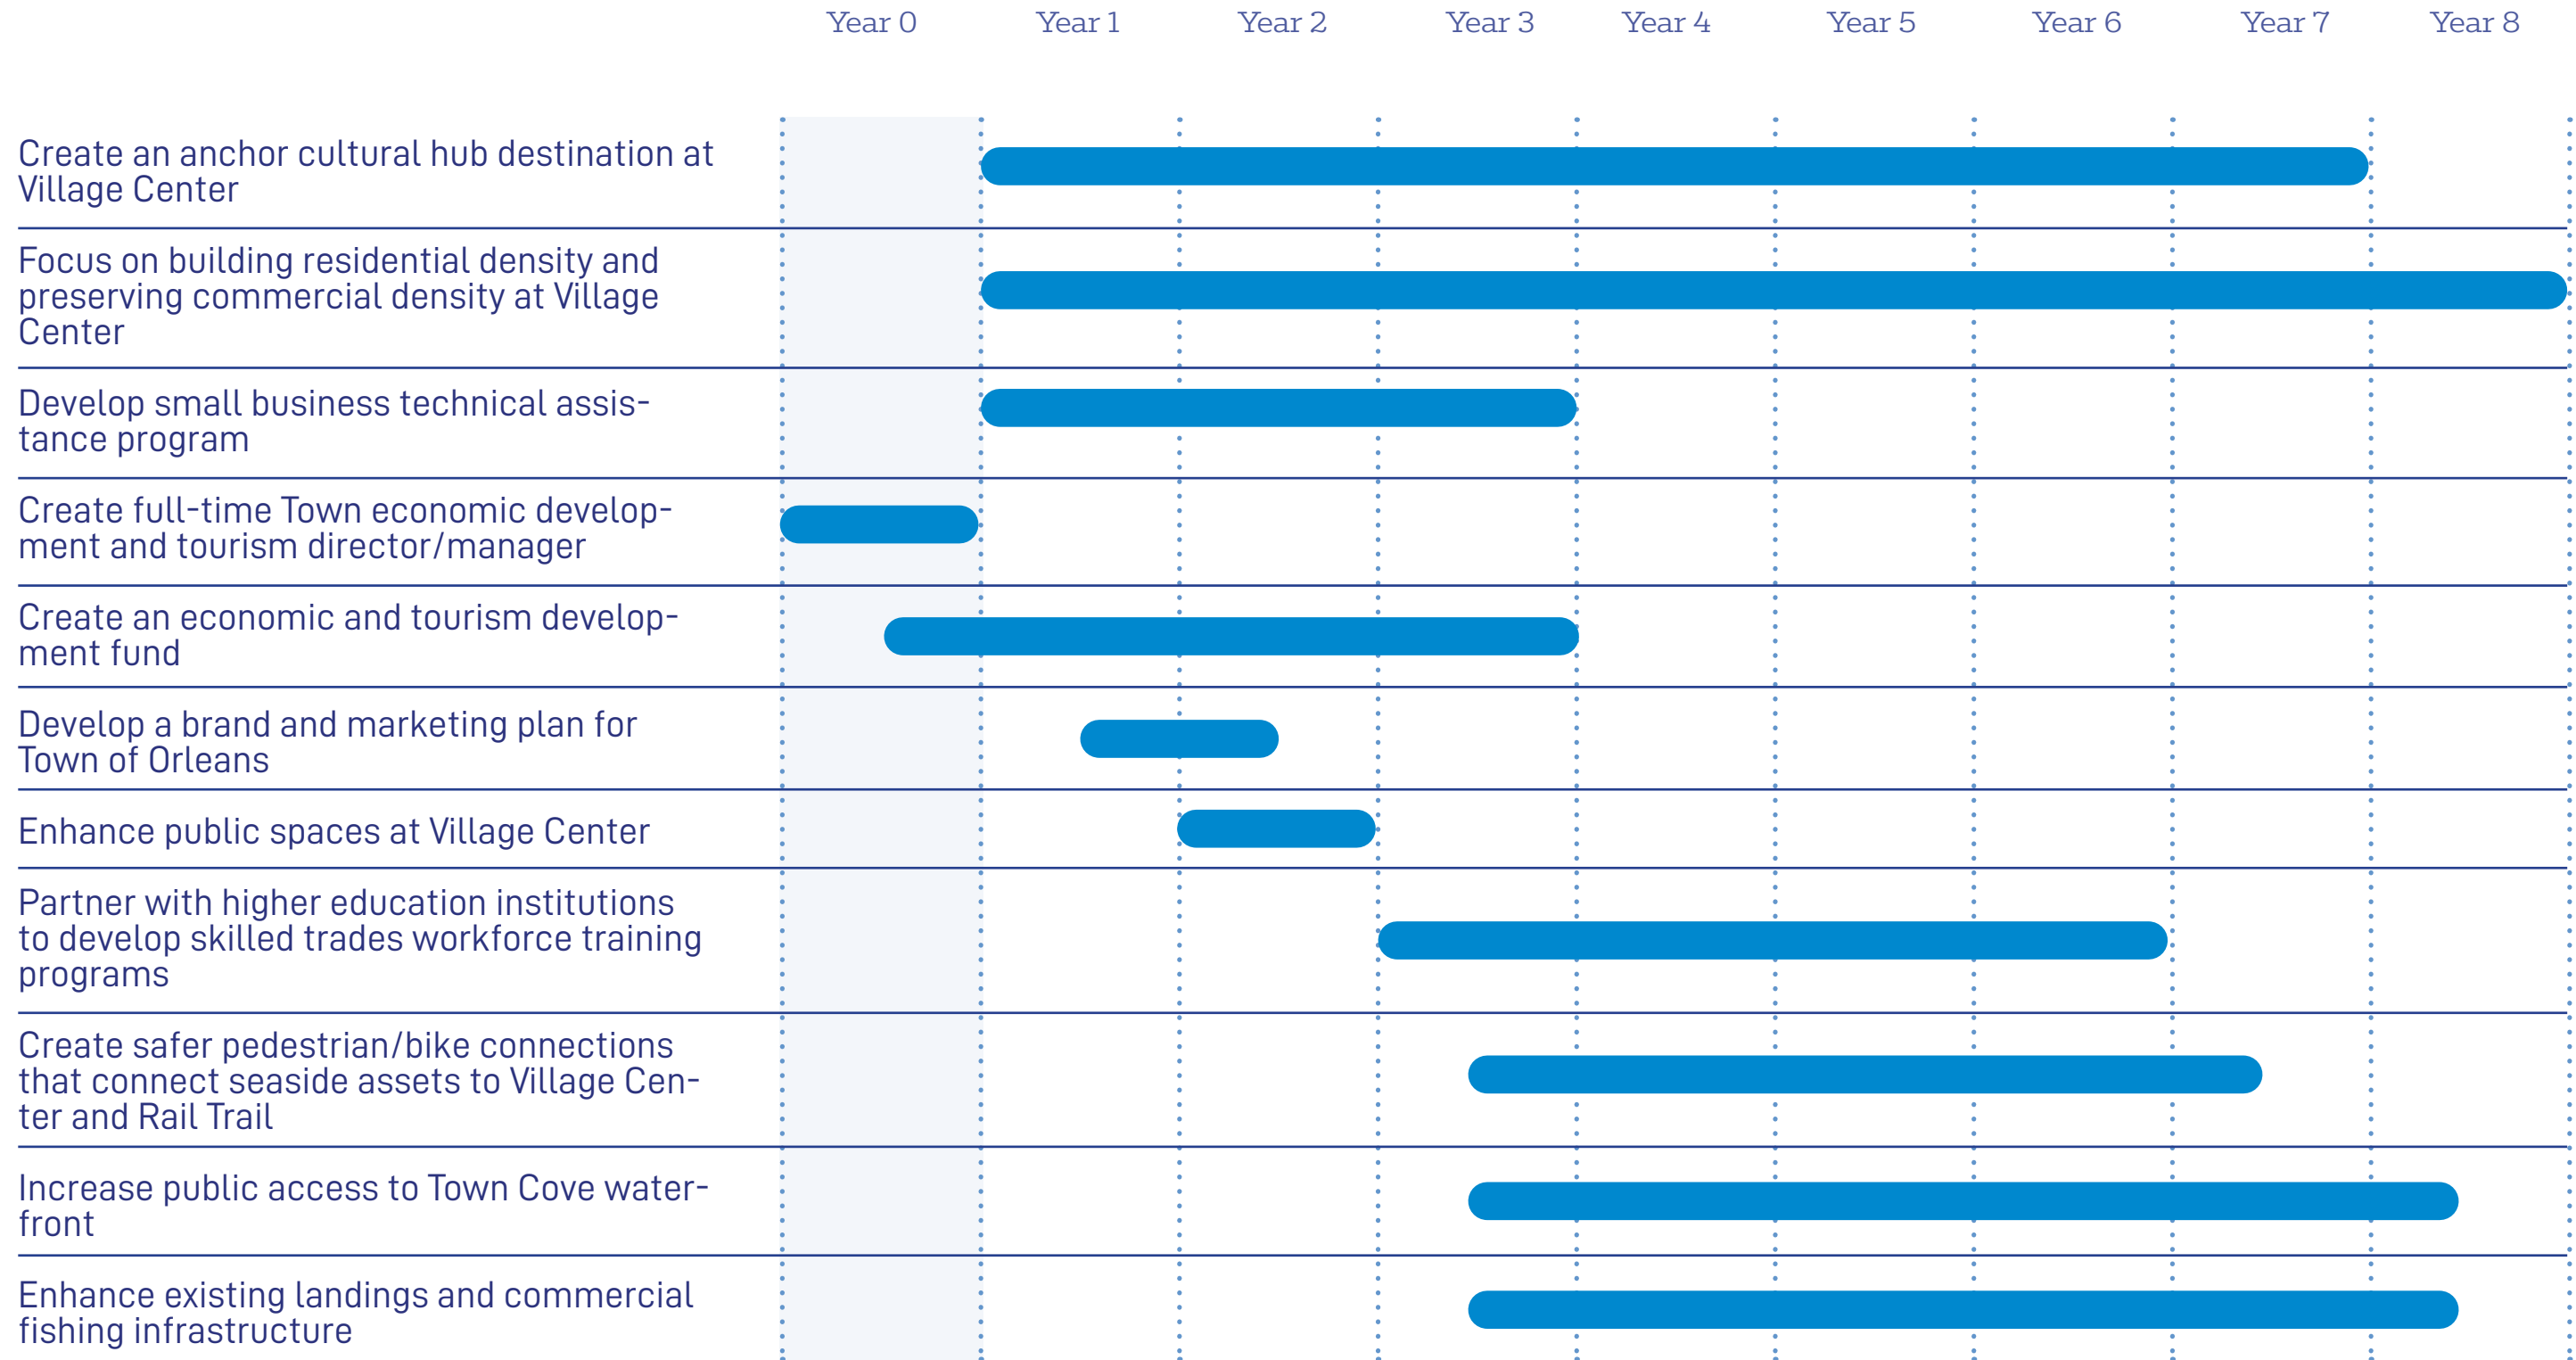 Year 0 Year 1 Year 2 Year 3 Year 4 Year 5 Year 6 Year 7 Year 8
Create an anchor cultural hub destination at
Village Center
Focus on building residential density and
preserving commercial density at Village
Center
Develop small business technical assis-
tance program
Create full-time Town economic develop-
ment and tourism director/manager
Create an economic and tourism develop-
ment fund
Develop a brand and marketing plan for
Town of Orleans
Enhance public spaces at Village Center
Partner with higher education institutions
to develop skilled trades workforce training
programs
Create safer pedestrian/bike connections
that connect seaside assets to Village Cen-
ter and Rail Trail
Increase public access to Town Cove water-
front
Enhance existing landings and commercial
fishing infrastructure